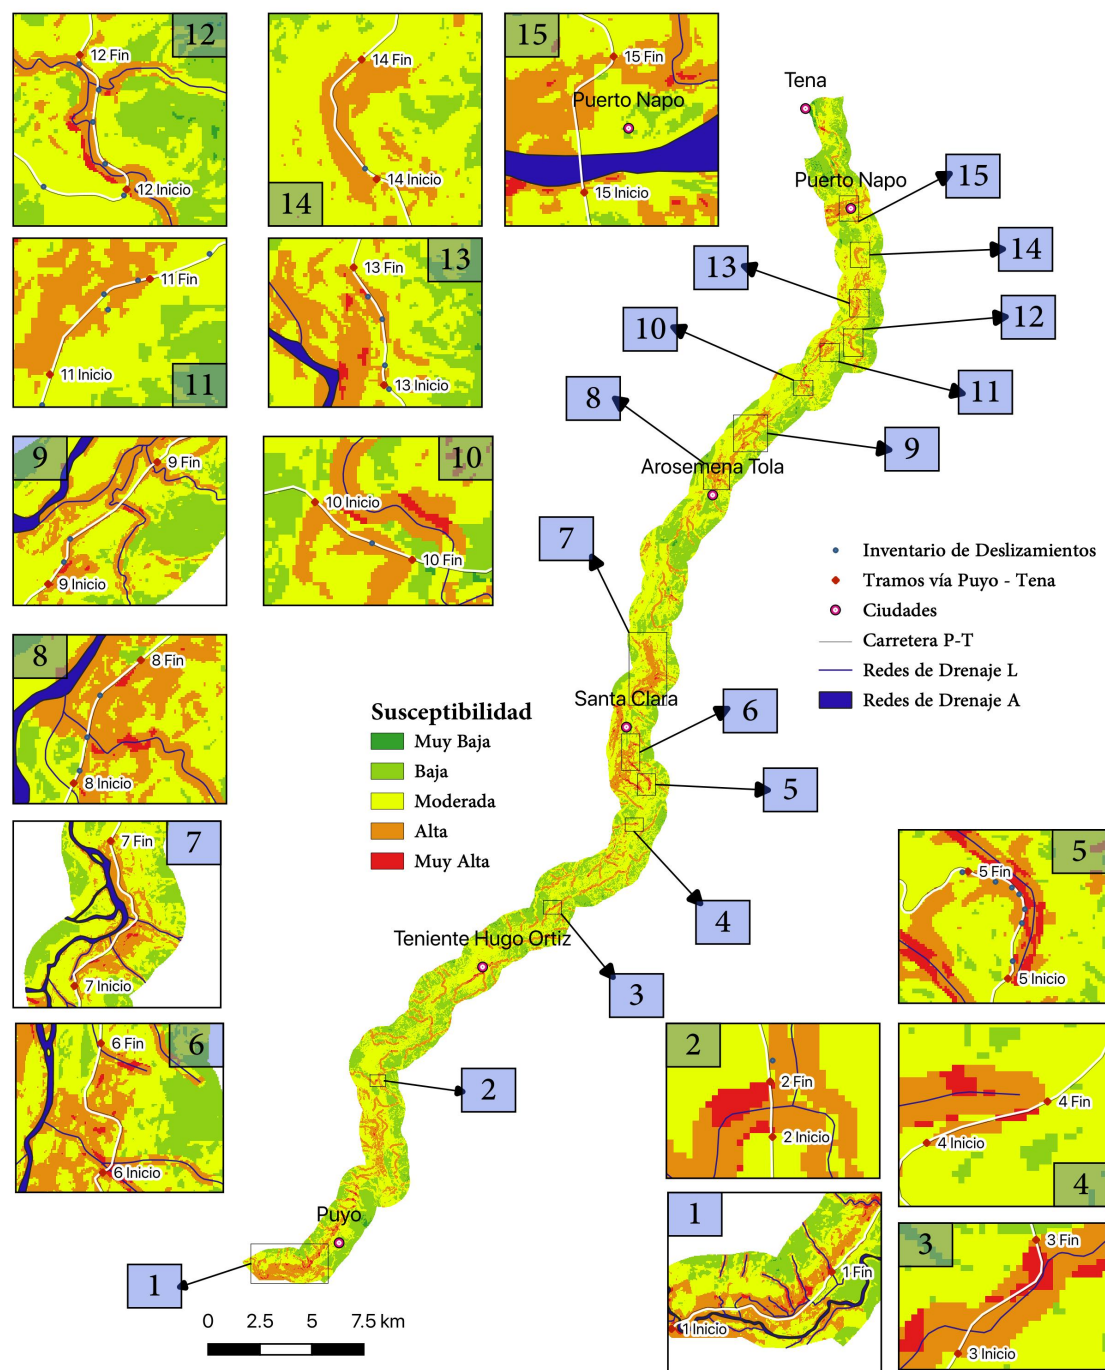 12
12 Fin
12 Inicio
14 Fin
14 Inicio
14
15
15 Fin
Puerto Napo
15 Inicio
Tena
Puerto Napo
15
14
13
12
10
11
8
9
Arosemena Tola
7
11 Fin
11 Inicio
11
13
13 Fin
13 Inicio
9
9 Fin
9 Inicio
10
10 Inicio
10 Fin
Inventario de Deslizamientos
Tramos vía Puyo - Tena
Ciudades
Carretera P-T
Redes de Drenaje L
Redes de Drenaje A
8
8 Fin
8 Inicio
Susceptibilidad
Muy Baja
Baja
Moderada
Alta
Muy Alta
Santa Clara
6
5
4
Teniente Hugo Ortiz
3
2
Puyo
1
7
7 Fin
7 Inicio
6
6 Fin
6 Inicio
5
5 Fin
5 Inicio
2
2 Fin
2 Inicio
4 Fin
4 Inicio
4
1
1 Fin
1 Inicio
3
3 Fin
3 Inicio
0 2.5 5 7.5 km